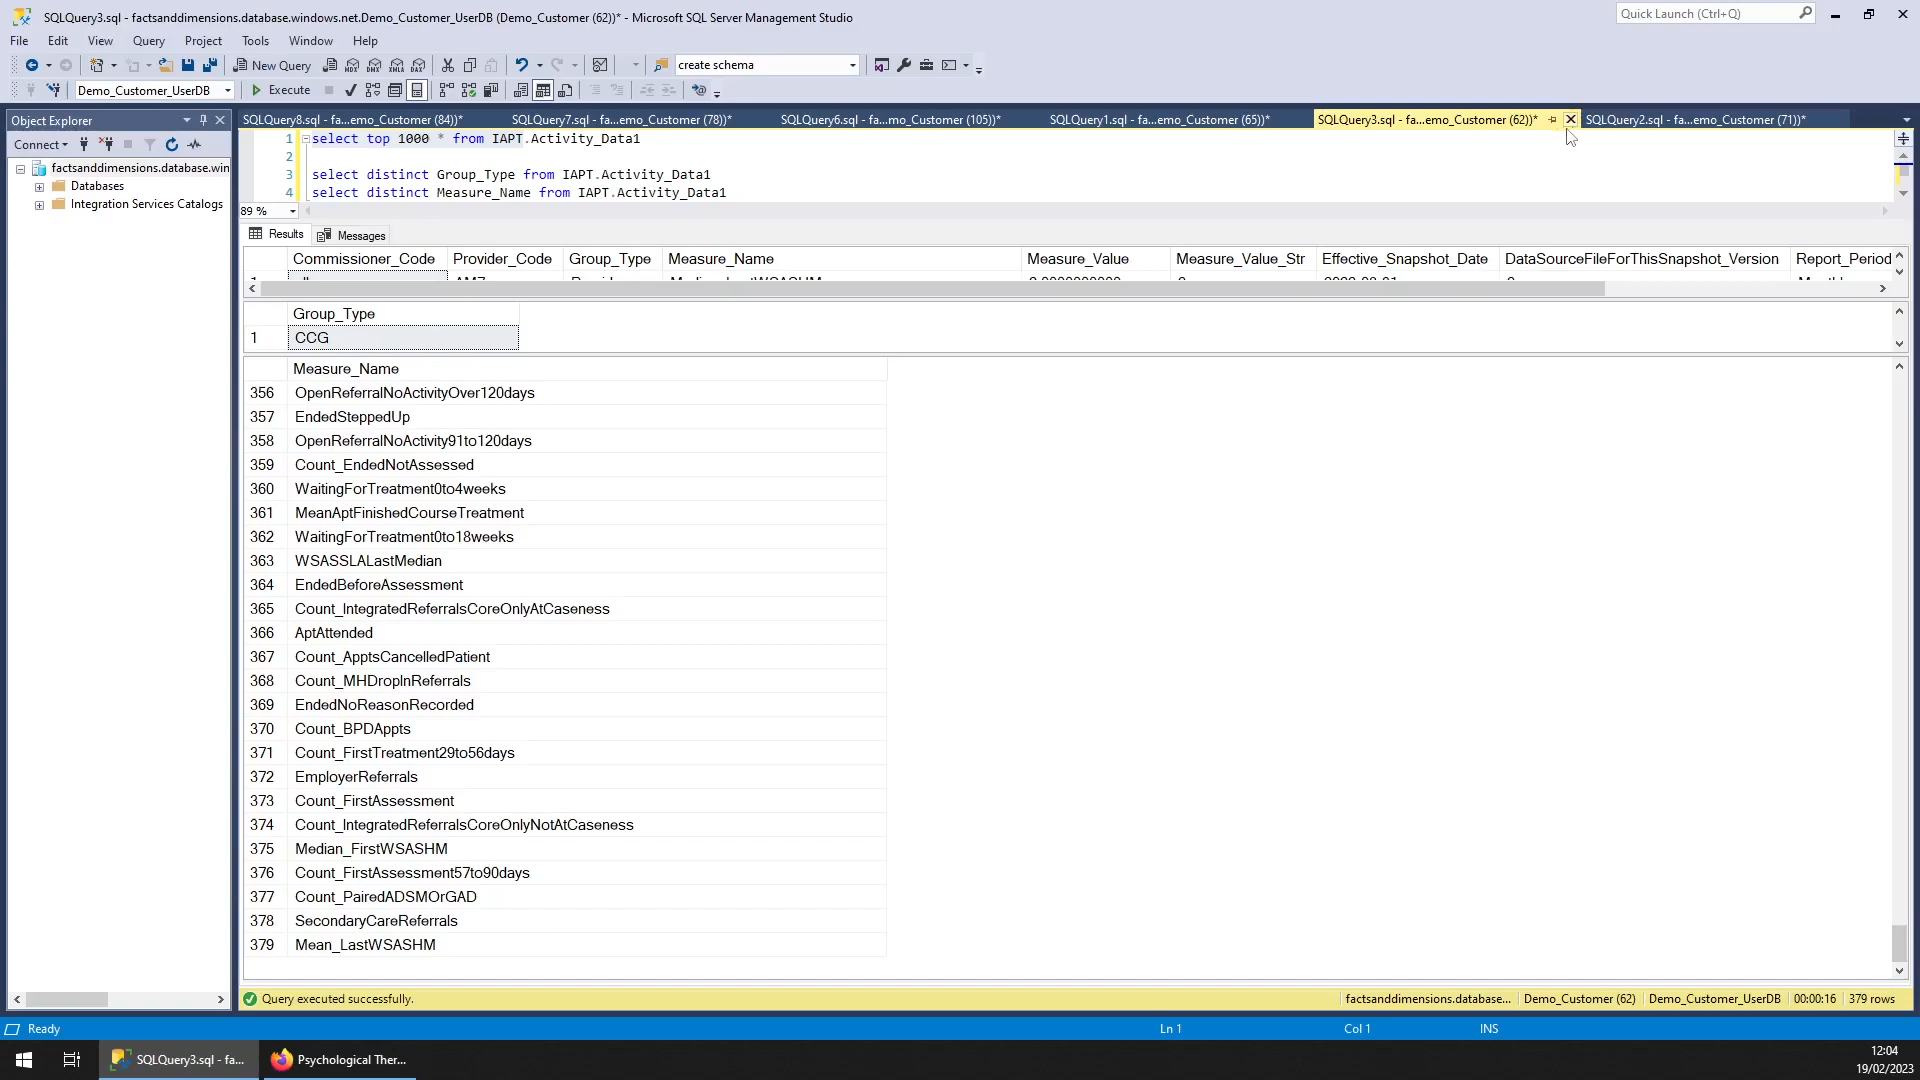 SQLQuery3.sql - factsanddimensions.database.windows.net.Demo_Customer_UserDB (Demo_Customer (62))* - Microsoft SQL Server Management Studio
Quick Launch (Ctrl+Q)
File Edit View Query Project Tools Window Help
New Query
create schema
Demo_Customer_UserDB
Execute
Object Explorer
Connect
factsanddimensions.database.win
Databases
Integration Services Catalogs
SQLQuery8.sql - fa...emo_Customer (84))*
SQLQuery7.sql - fa...emo_Customer (78))*
SQLQuery6.sql - fa...mo_Customer (105))*
SQLQuery1.sql - fa...emo_Customer (65))*
SQLQuery3.sql - fa...emo_Customer (62))*
SQLQuery2.sql - fa...emo_Customer (71))*
1 select top 1000 * from IAPT.Activity_Data1
2
3 select distinct Group_Type from IAPT.Activity_Data1
4 select distinct Measure_Name from IAPT.Activity_Data1
89 %
Results Messages
Commissioner_Code Provider_Code Group_Type Measure_Name Measure_Value Measure_Value_Str Effective_Snapshot_Date DataSourceFileForThisSnapshot_Version Report_Period
Group_Type
1 CCG
Measure_Name
356 OpenReferralNoActivityOver120days
357 EndedSteppedUp
358 OpenReferralNoActivity91to120days
359 Count_EndedNotAssessed
360 WaitingForTreatment0to4weeks
361 MeanAptFinishedCourseTreatment
362 WaitingForTreatment0to18weeks
363 WSASSLALastMedian
364 EndedBeforeAssessment
365 Count_IntegratedReferralsCoreOnlyAtCaseness
366 AptAttended
367 Count_ApptsCancelledPatient
368 Count_MHDropInReferrals
369 EndedNoReasonRecorded
370 Count_BPDAppts
371 Count_FirstTreatment29to56days
372 EmployerReferrals
373 Count_FirstAssessment
374 Count_IntegratedReferralsCoreOnlyNotAtCaseness
375 Median_FirstWSASHM
376 Count_FirstAssessment57to90days
377 Count_PairedADSMOrGAD
378 SecondaryCareReferrals
379 Mean_LastWSASHM
Query executed successfully.
factsanddimensions.database... Demo_Customer (62) Demo_Customer_UserDB 00:00:16 379 rows
Ready
Ln 1 Col 1 INS
SQLQuery3.sql - fa...
Psychological Ther...
12:04
19/02/2023